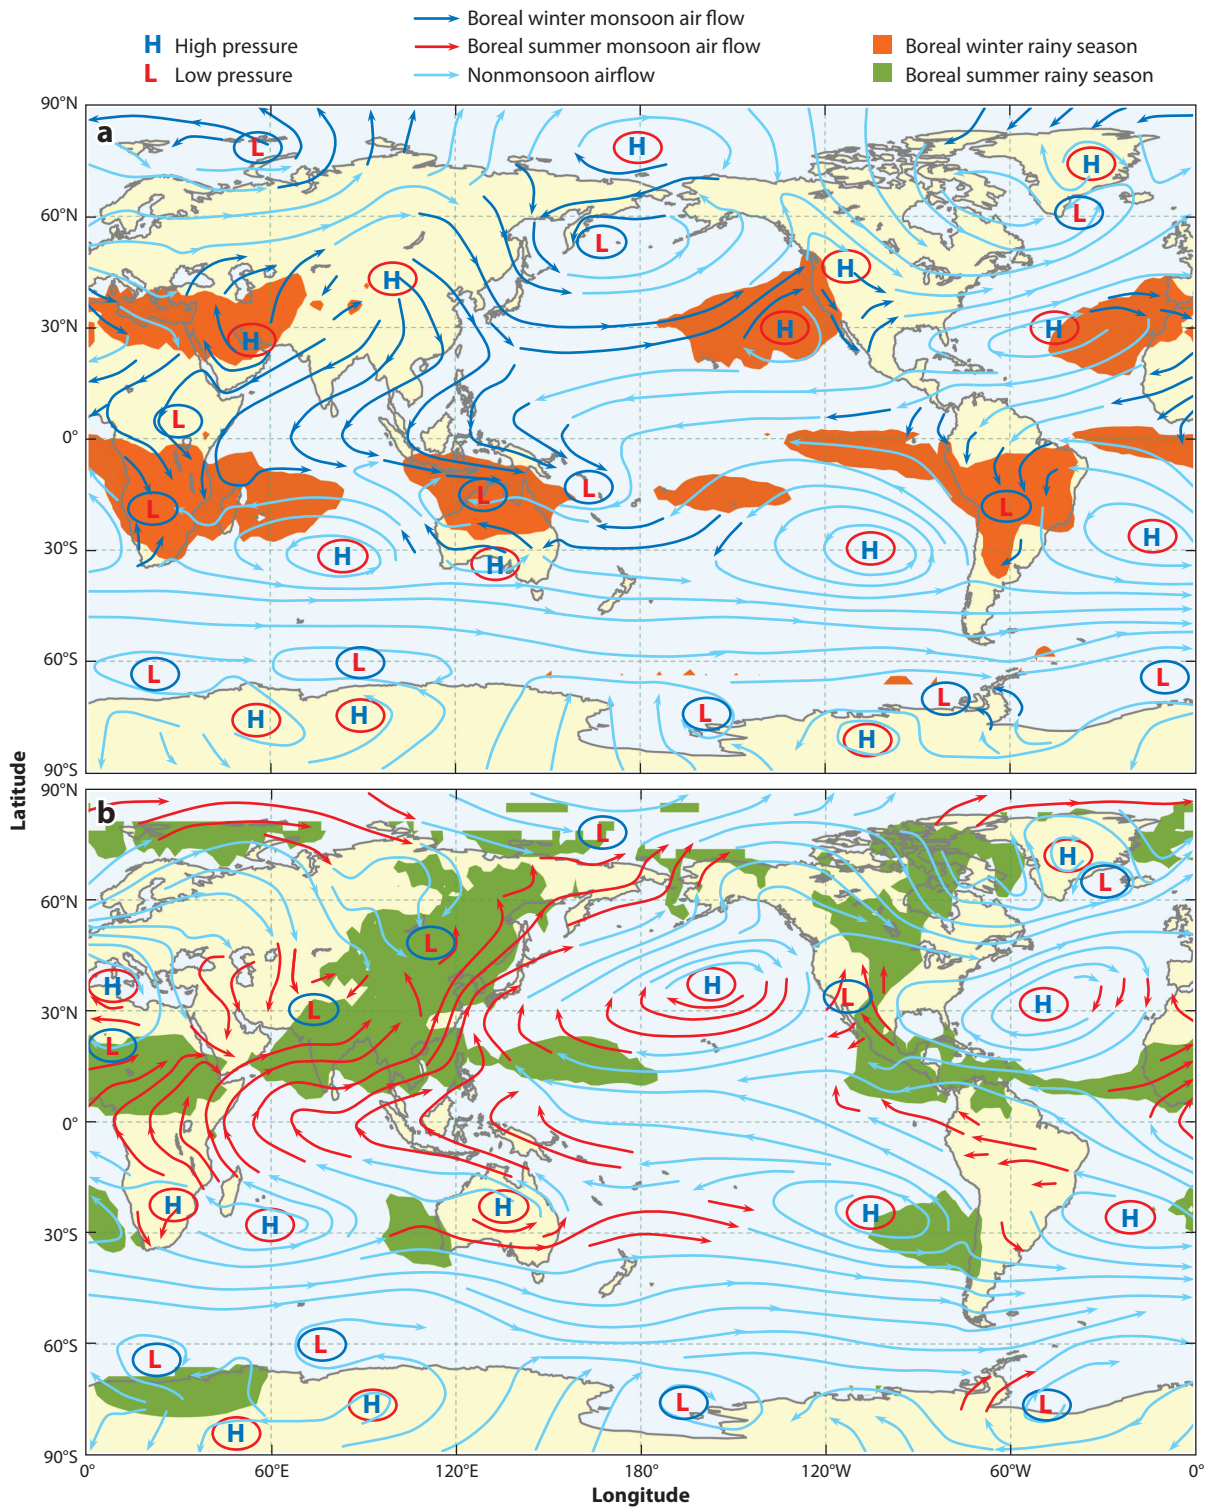 Boreal winter monsoon air flow
H High pressure
Boreal summer monsoon air flow
Boreal winter rainy season
L Low pressure
Nonmonsoon airflow
Boreal summer rainy season
90°N
a
L
H
H
60°N
L
L
H
H
30°N
H
H
H
L
0°
L
L
L
L
30°S
H
H
H
H
60°S
L
L
L
L
L
H
H
H
90°S
Latitude
90°N
b
L
H
L
60°N
L
H
H
L
L
H
30°N
L
0°
H
H
H
H
H
30°S
60°S
L
L
H
L
L
H
90°S
0°
60°E
120°E
180°
120°W
60°W
0°
Longitude